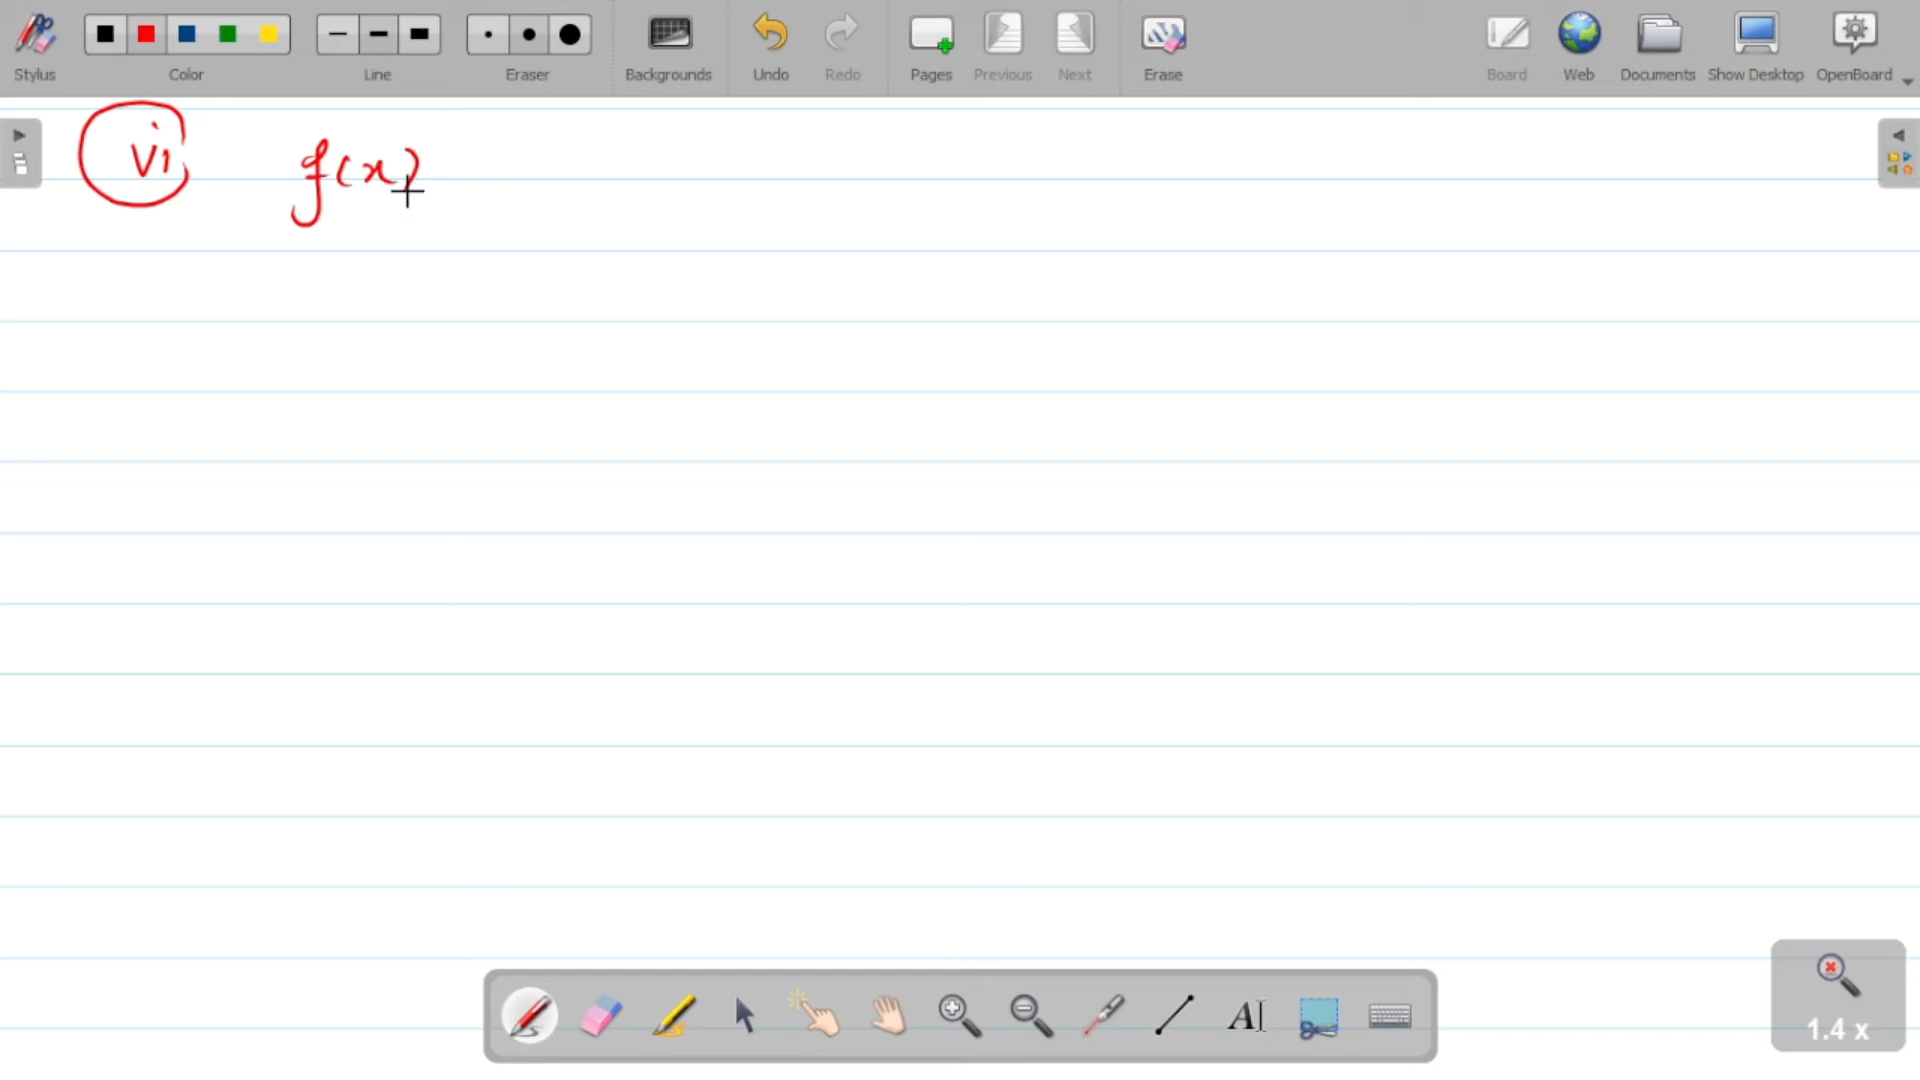 Stylus Color Line Eraser Backgrounds Undo Redo Pages Previous Next Erase Board Web Documents Show Desktop OpenBoard
vi f(x)
1.4 x